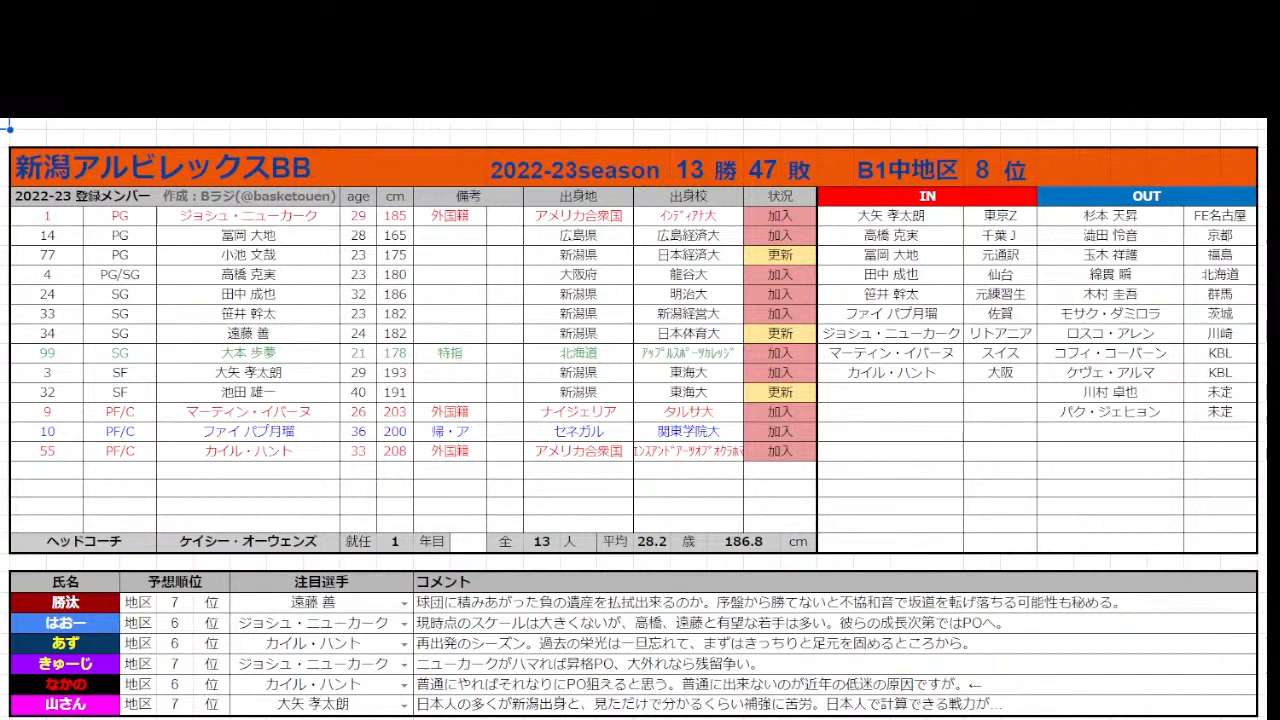 新潟アルビレックスBB 2022-23season 13 勝 47 敗 B1中地区 8 位
2022-23 登録メンバー 作成：Bラジ(@basketouen) age cm 備考 出身地 出身校 状況 IN OUT
1 PG ジョシュ・ニューカーク 29 185 外国籍 アメリカ合衆国 インディアナ大 加入 大矢 孝太朗 東京Z 杉本 天昇 FE名古屋
14 PG 冨岡 大地 28 165 広島県 広島経済大 加入 高橋 克実 千葉J 澁田 怜音 京都
77 PG 小池 文哉 23 175 新潟県 日本経済大 更新 冨岡 大地 元通訳 玉木 祥護 福島
4 PG/SG 高橋 克実 23 180 大阪府 龍谷大 加入 田中 成也 仙台 綿貫 瞬 北海道
24 SG 田中 成也 32 186 新潟県 明治大 加入 笹井 幹太 元練習生 木村 圭吾 群馬
33 SG 笹井 幹太 23 182 新潟県 新潟経営大 加入 ファイ パプ月瑠 佐賀 モサク・ダミロラ 茨城
34 SG 遠藤 善 24 182 新潟県 日本体育大 更新 ジョシュ・ニューカーク リトアニア ロスコ・アレン 川崎
99 SG 大本 歩夢 21 178 特指 北海道 アップルスポーツカレッジ 加入 マーティン・イバーヌ スイス コフィ・コーバーン KBL
3 SF 大矢 孝太朗 29 193 新潟県 東海大 加入 カイル・ハント 大阪 ケヴェ・アルマ KBL
32 SF 池田 雄一 40 191 新潟県 東海大 更新 川村 卓也 未定
9 PF/C マーティン・イバーヌ 26 203 外国籍 ナイジェリア タルサ大 加入 パク・ジェヒョン 未定
10 PF/C ファイ パプ月瑠 36 200 帰・ア セネガル 関東学院大 加入
55 PF/C カイル・ハント 33 208 外国籍 アメリカ合衆国 エンスアンドアーツオブオクラホマ 加入
ヘッドコーチ ケイシー・オーウェンズ 就任 1 年目 全 13 人 平均 28.2 歳 186.8 cm
氏名 予想順位 注目選手 コメント
勝汰 地区 7 位 遠藤 善 球団に積みあがった負の遺産を払拭出来るのか。序盤から勝てないと不協和音で坂道を転げ落ちる可能性も秘める。
はおー 地区 6 位 ジョシュ・ニューカーク 現時点のスケールは大きくないが、高橋、遠藤と有望な若手は多い。彼らの成長次第ではPOへ。
あず 地区 6 位 カイル・ハント 再出発のシーズン。過去の栄光は一旦忘れて、まずはきっちりと足元を固めるところから。
きゅーじ 地区 7 位 ジョシュ・ニューカーク ニューカークがハマれば昇格PO、大外れなら残留争い。
なかの 地区 6 位 カイル・ハント 普通にやればそれなりにPO狙えると思う。普通に出来ないのが近年の低迷の原因ですが。←
山さん 地区 7 位 大矢 孝太朗 日本人の多くが新潟出身と、見ただけで分かるくらい補強に苦労。日本人で計算できる戦力が…